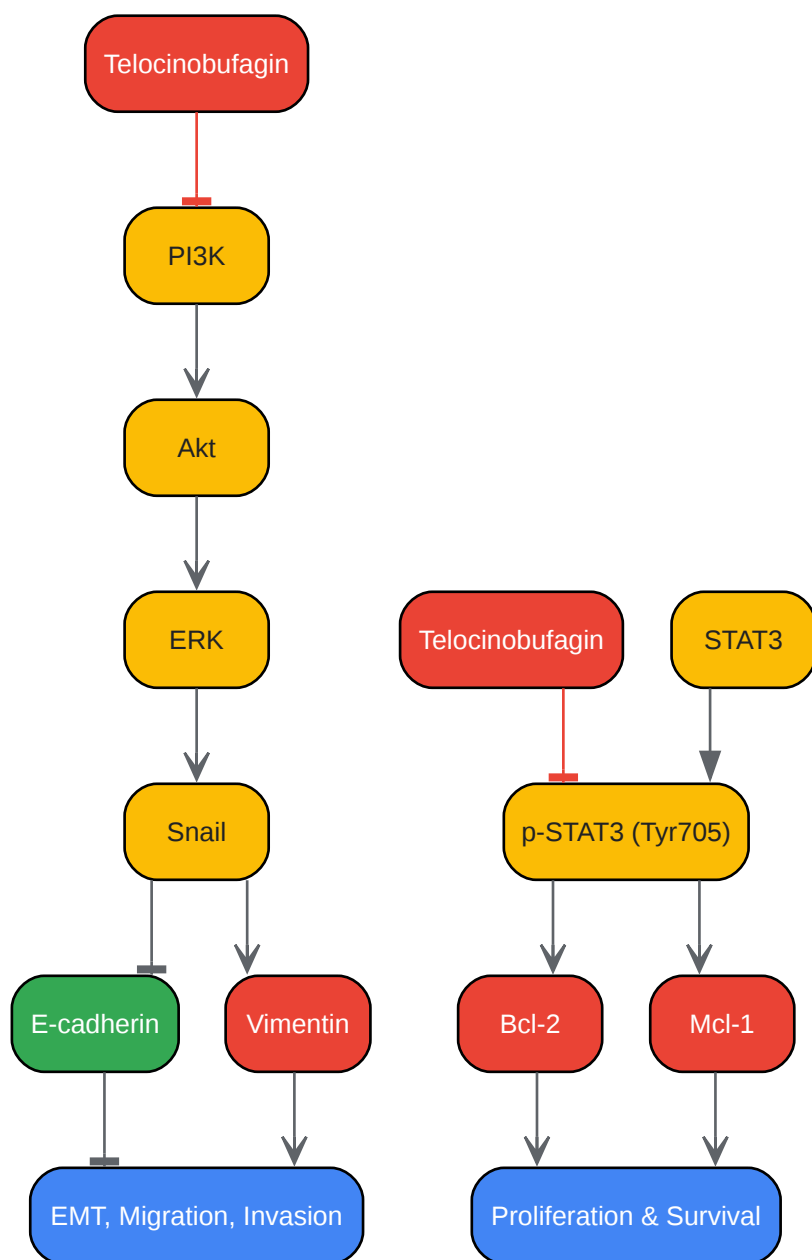 Telocinobufagin
PI3K
Akt
ERK
Telocinobufagin
STAT3
Snail
p-STAT3 (Tyr705)
E-cadherin
Vimentin
Bcl-2
Mcl-1
EMT, Migration, Invasion
Proliferation & Survival